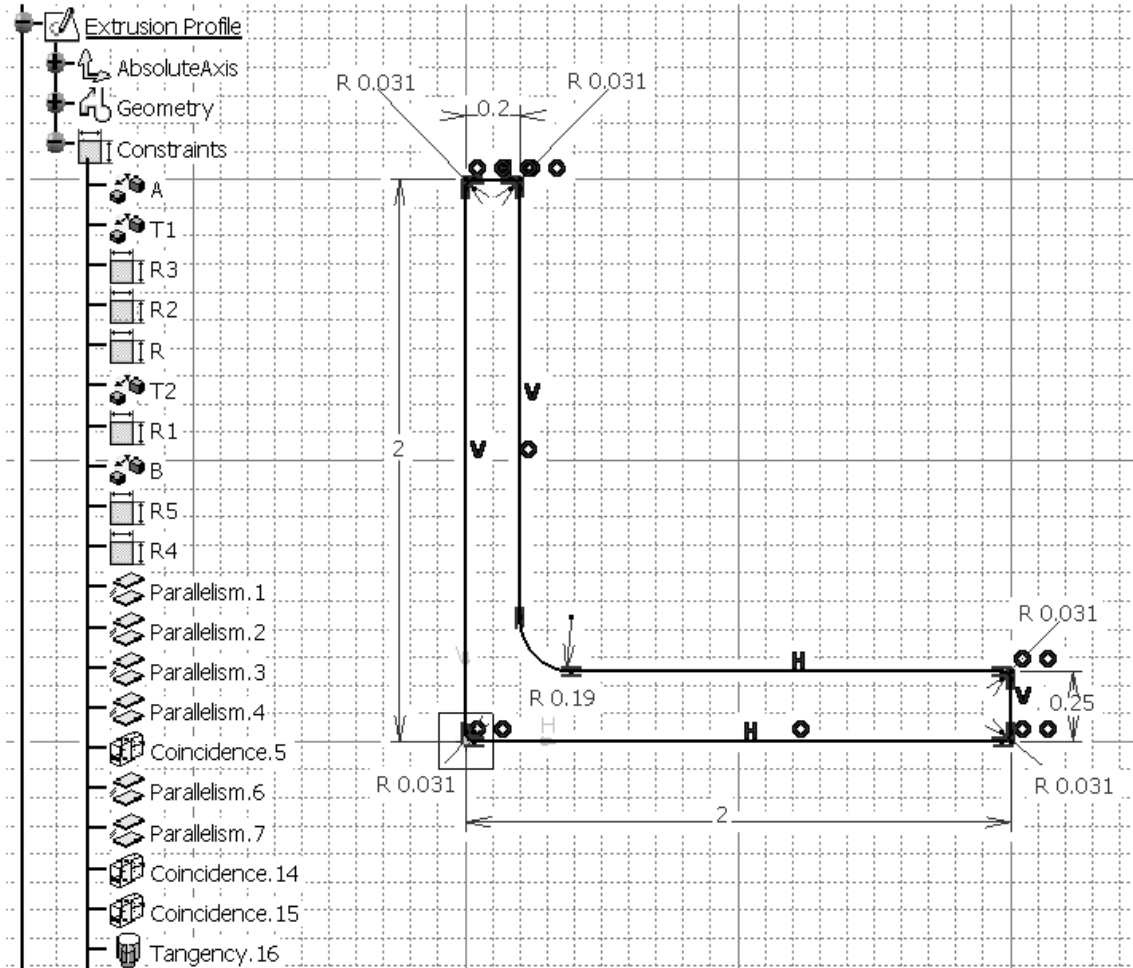 Extrusion Profile
AbsoluteAxis
Geometry
Constraints
A
T1
R3
R2
R
T2
R1
B
R5
R4
Parallelism.1
Parallelism.2
Parallelism.3
Parallelism.4
Coincidence.5
Parallelism.6
Parallelism.7
Coincidence.14
Coincidence.15
Tangency.16
R 0.031
R 0.031
0.2
V
2
V
R 0.031
H
V
0.25
R 0.19
H
H
R 0.031
R 0.031
2